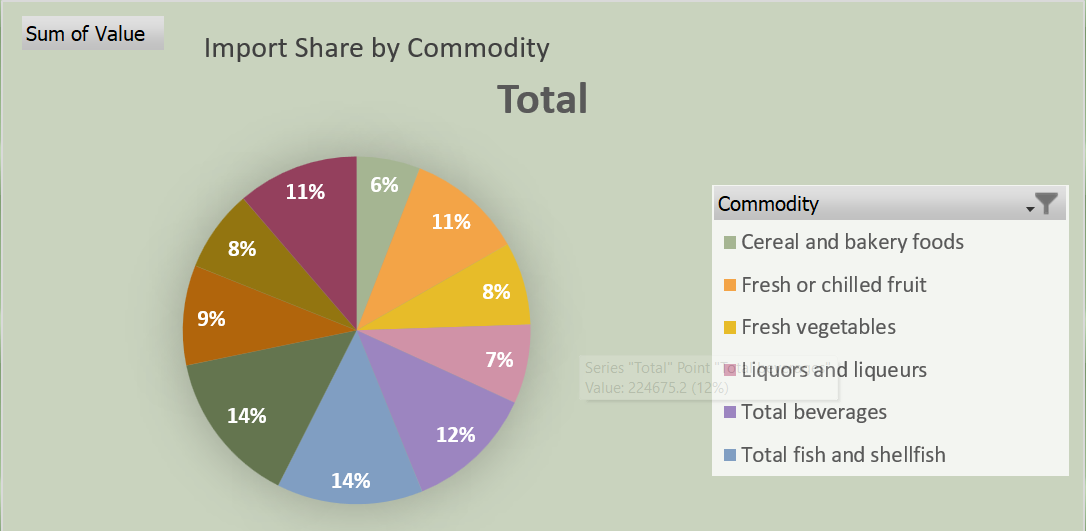 Sum of Value
Import Share by Commodity
Total
11%
6%
11%
8%
8%
9%
7%
14%
12%
14%
Commodity
Cereal and bakery foods
Fresh or chilled fruit
Fresh vegetables
Liquors and liqueurs
Total beverages
Total fish and shellfish
Series "Total" Point "Total beverages"
Value: 224675.2 (12%)